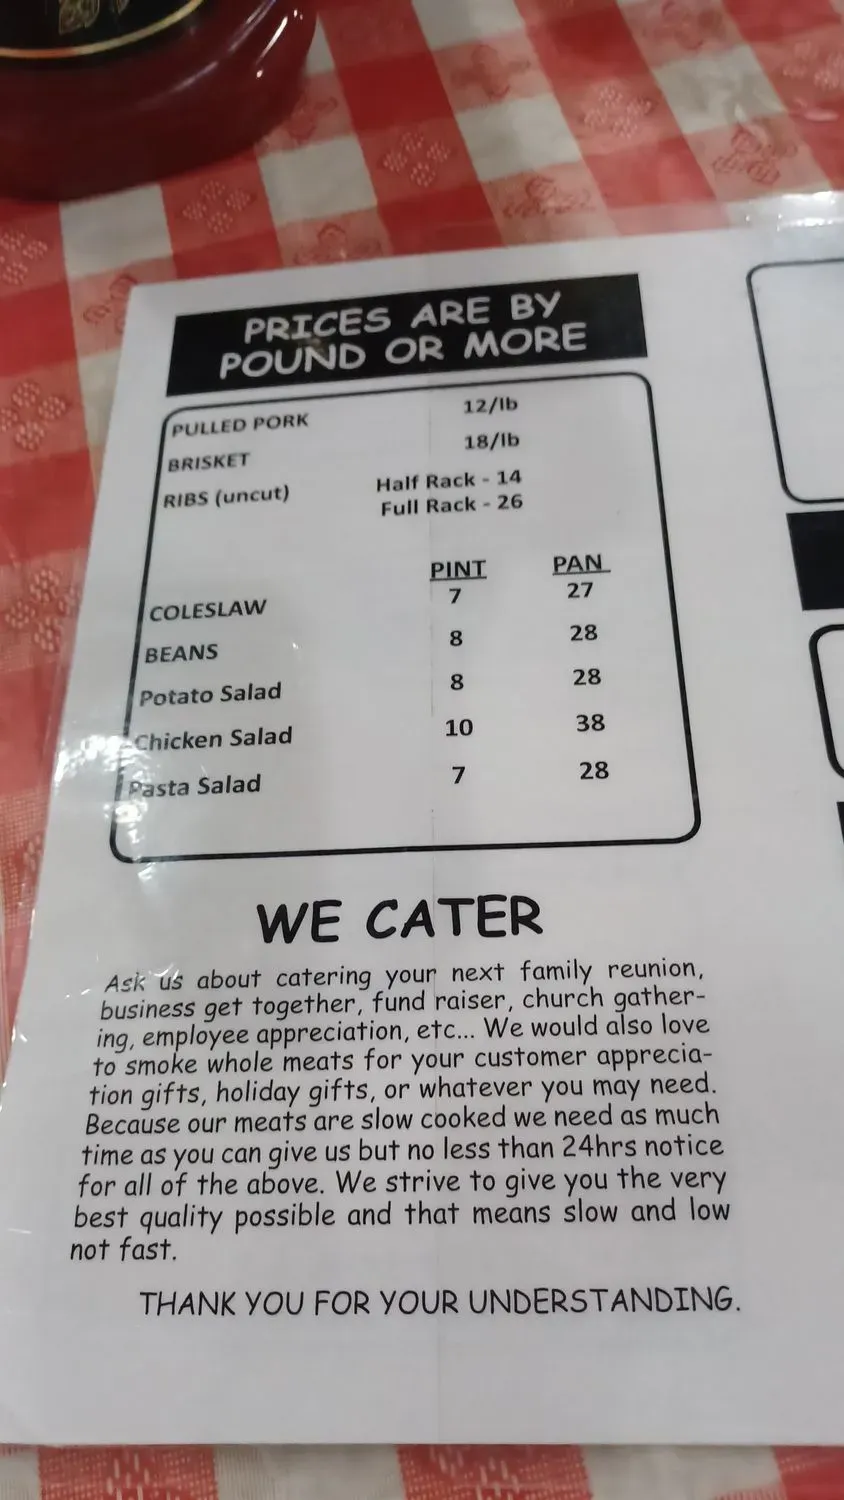 PRICES ARE BY
POUND OR MORE
PULLED PORK 12/lb
BRISKET 18/lb
RIBS (uncut) Half Rack - 14
Full Rack - 26
PINT PAN
COLESLAW 7 27
BEANS 8 28
Potato Salad 8 28
Chicken Salad 10 38
Pasta Salad 7 28
WE CATER
Ask us about catering your next family reunion,
business get together, fund raiser, church gather-
ing, employee appreciation, etc... We would also love
to smoke whole meats for your customer apprecia-
tion gifts, holiday gifts, or whatever you may need.
Because our meats are slow cooked we need as much
time as you can give us but no less than 24hrs notice
for all of the above. We strive to give you the very
best quality possible and that means slow and low
not fast.
THANK YOU FOR YOUR UNDERSTANDING.